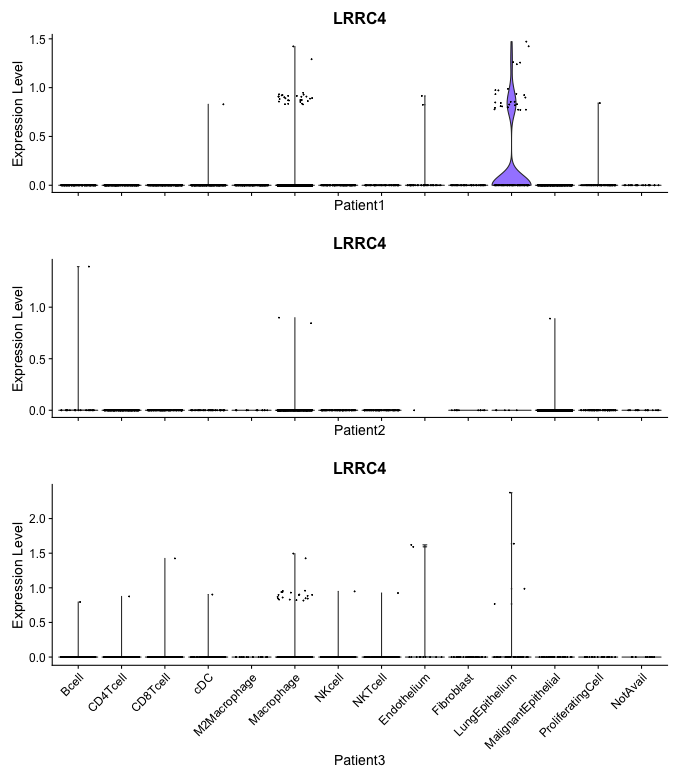 LRRC4
Expression Level
1.5
1.0
0.5
0.0
Patient1
LRRC4
Expression Level
1.0
0.5
0.0
Patient2
LRRC4
Expression Level
2.0
1.5
1.0
0.5
0.0
Bcell
CD4Tcell
CD8Tcell
cDC
M2Macrophage
Macrophage
NKcell
NKTcell
Endothelium
Fibroblast
LungEpithelium
MalignantEpithelial
ProliferatingCell
NotAvail
Patient3